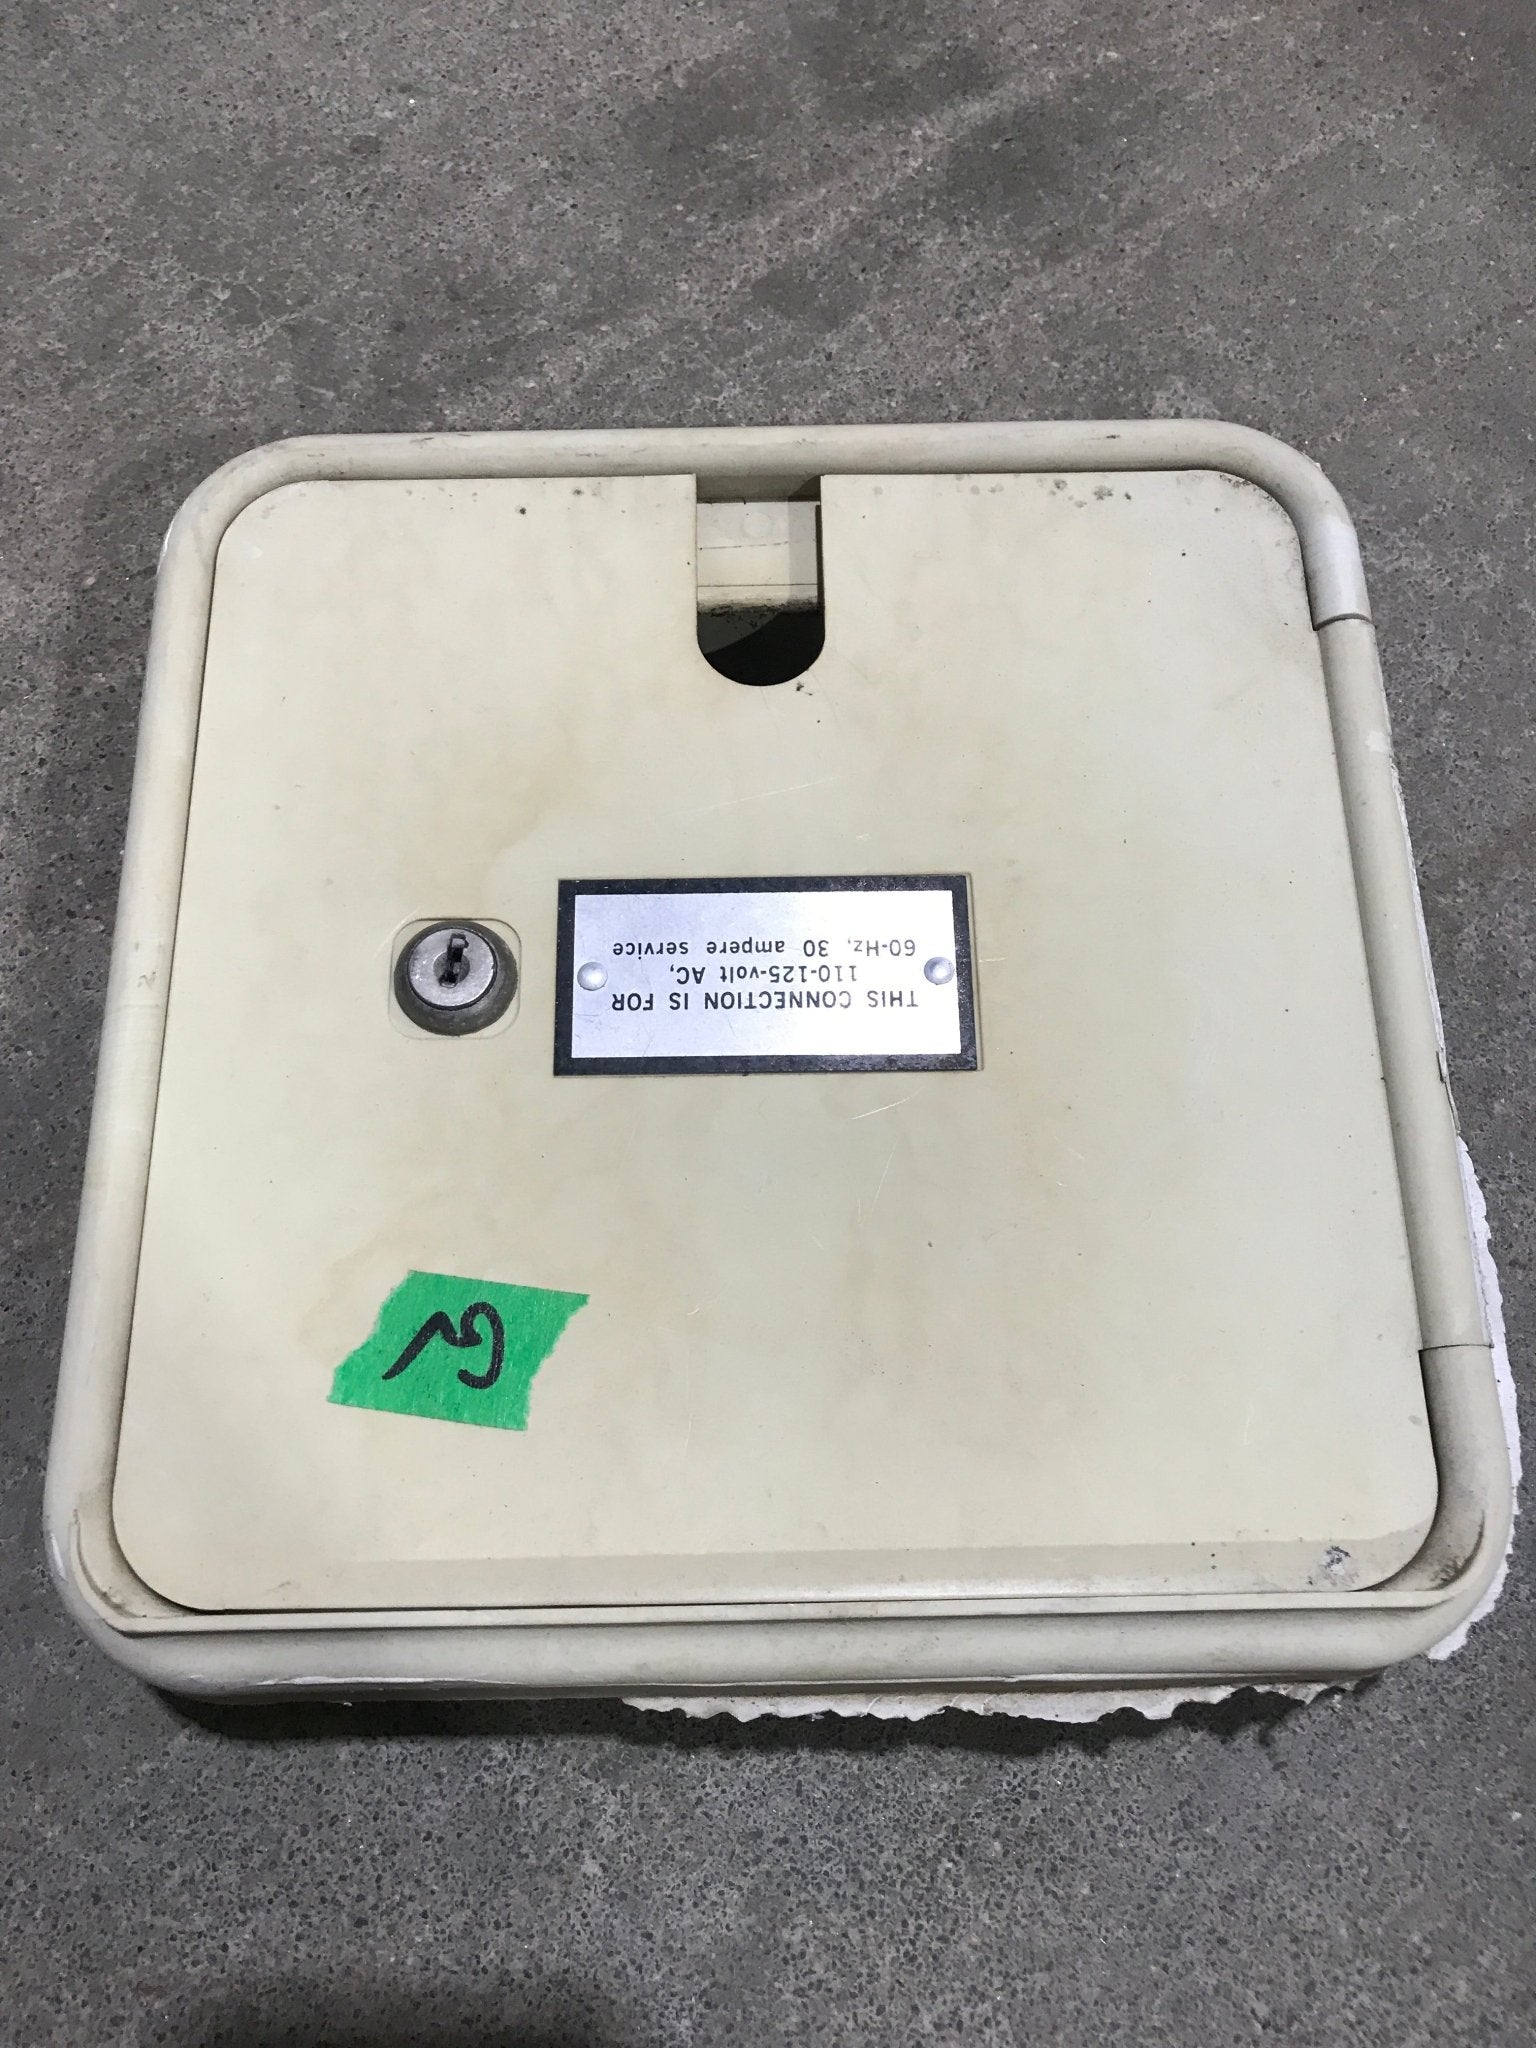 THIS CONNECTION IS FOR
110-125-volt AC,
60-Hz, 30 ampere service